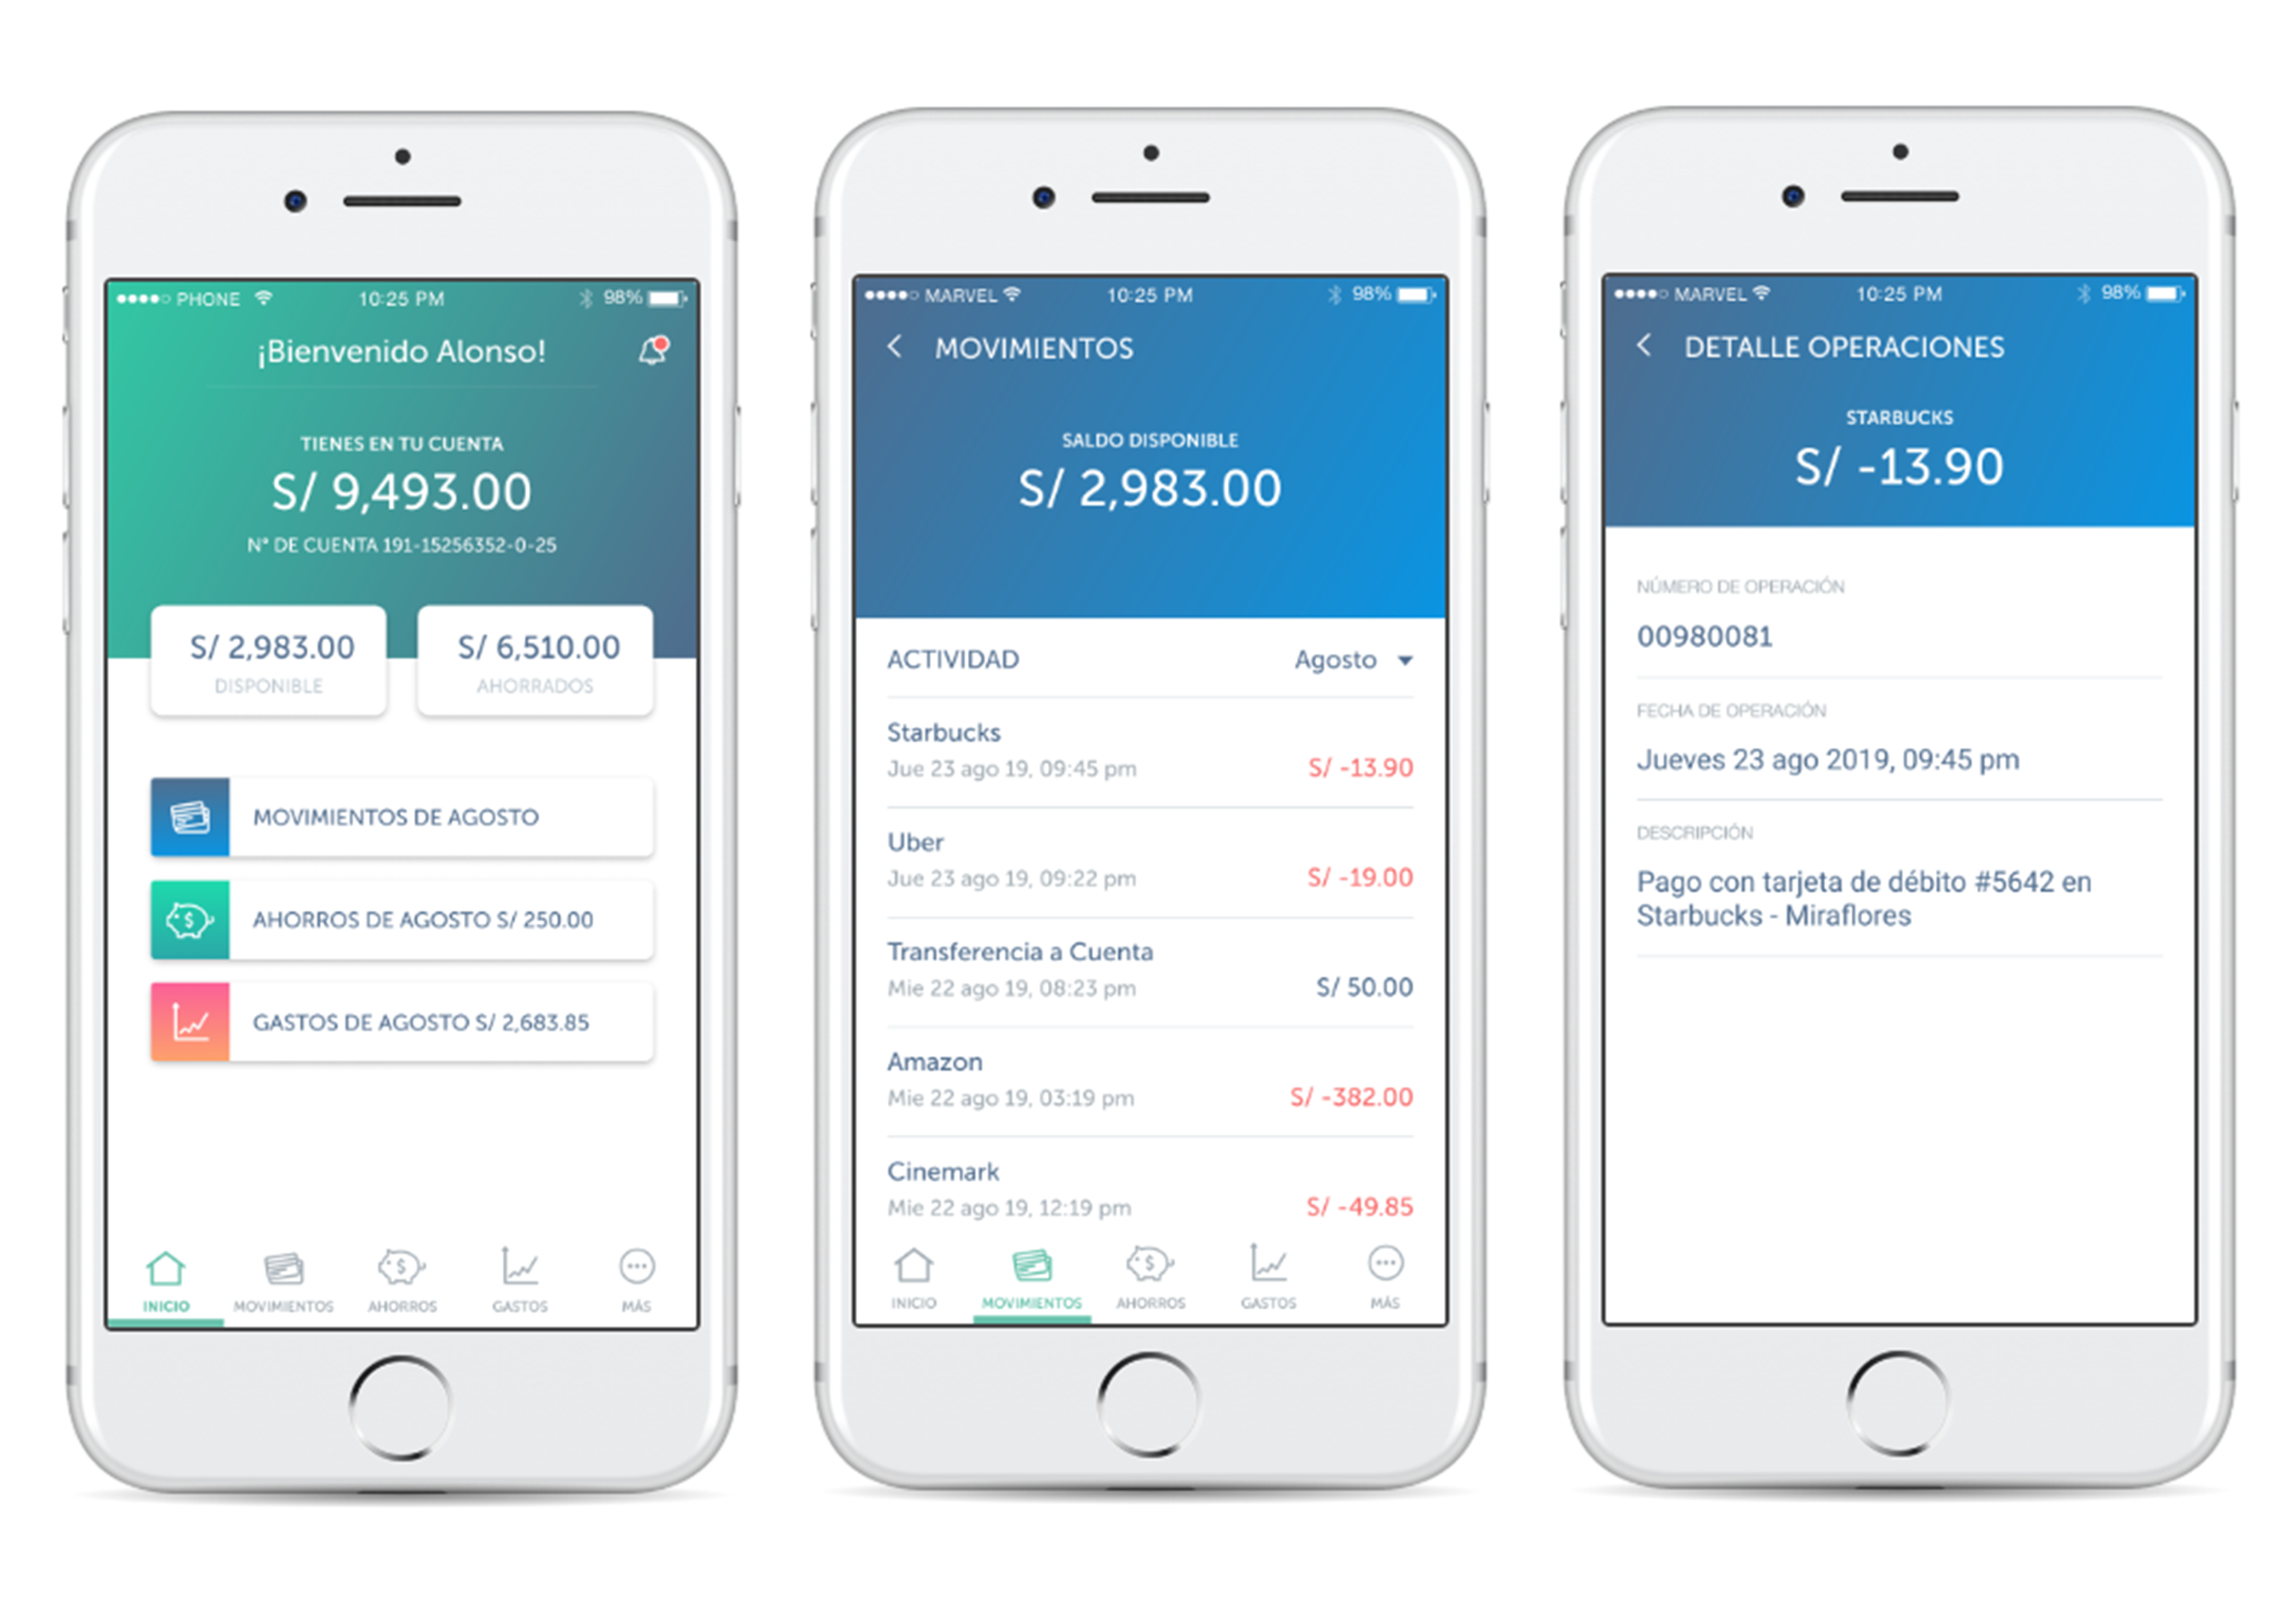 PHONE 10:25 PM 98%
¡Bienvenido Alonso!
TIENES EN TU CUENTA
S/ 9,493.00
N° DE CUENTA 191-15256352-0-25
S/ 2,983.00
DISPONIBLE
S/ 6,510.00
AHORRADOS
MOVIMIENTOS DE AGOSTO
AHORROS DE AGOSTO S/ 250.00
GASTOS DE AGOSTO S/ 2,683.85
INICIO MOVIMIENTOS AHORROS GASTOS MÁS
MARVEL 10:25 PM 98%
MOVIMIENTOS
SALDO DISPONIBLE
S/ 2,983.00
ACTIVIDAD Agosto
Starbucks
Jue 23 ago 19, 09:45 pm S/ -13.90
Uber
Jue 23 ago 19, 09:22 pm S/ -19.00
Transferencia a Cuenta
Mie 22 ago 19, 08:23 pm S/ 50.00
Amazon
Mie 22 ago 19, 03:19 pm S/ -382.00
Cinemark
Mie 22 ago 19, 12:19 pm S/ -49.85
INICIO MOVIMIENTOS AHORROS GASTOS MÁS
MARVEL 10:25 PM 98%
DETALLE OPERACIONES
STARBUCKS
S/ -13.90
NÚMERO DE OPERACIÓN
00980081
FECHA DE OPERACIÓN
Jueves 23 ago 2019, 09:45 pm
DESCRIPCIÓN
Pago con tarjeta de débito #5642 en
Starbucks - Miraflores